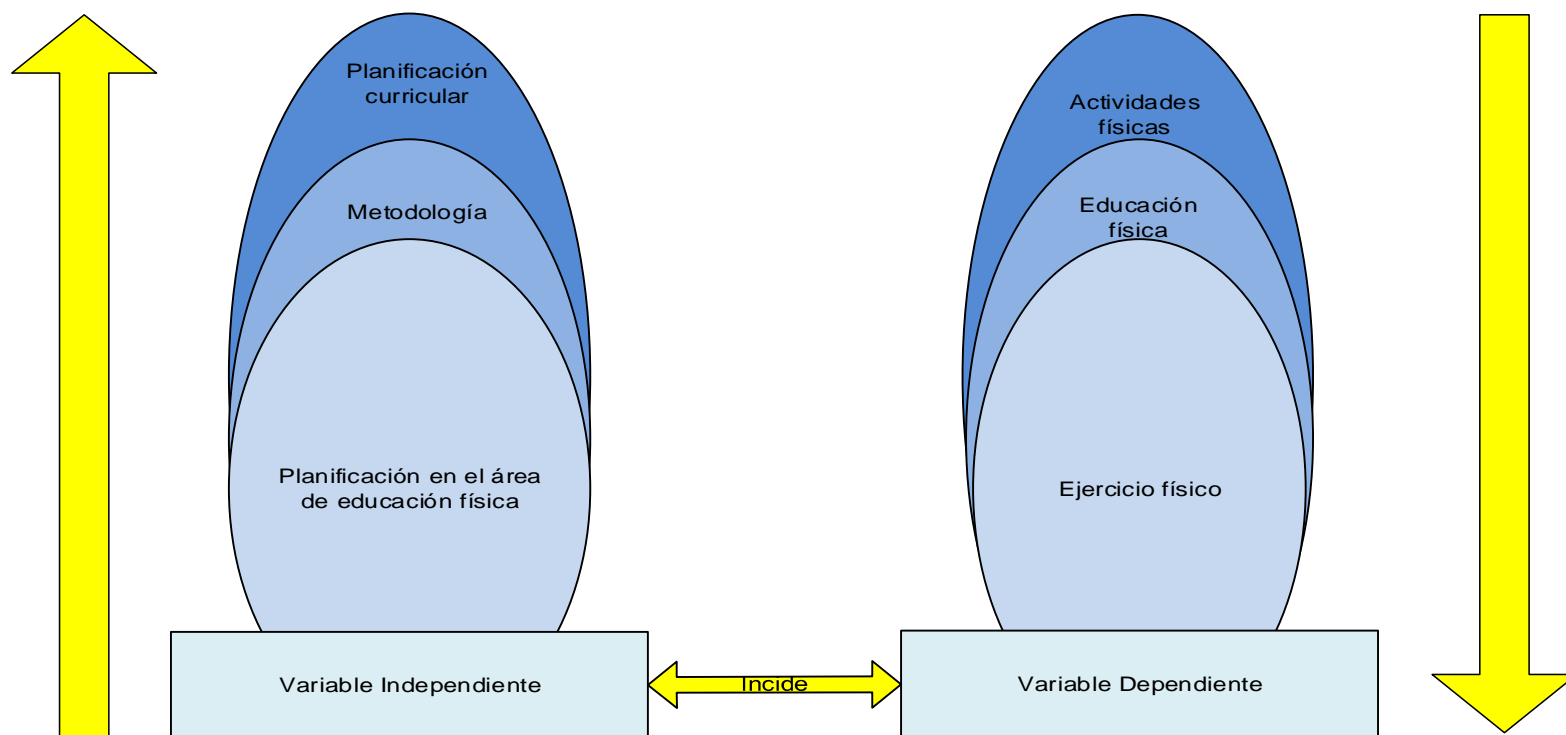 Planificación
curricular
Metodología
Planificación en el área
de educación física
Variable Independiente
Incide
Actividades
físicas
Educación
física
Ejercicio físico
Variable Dependiente